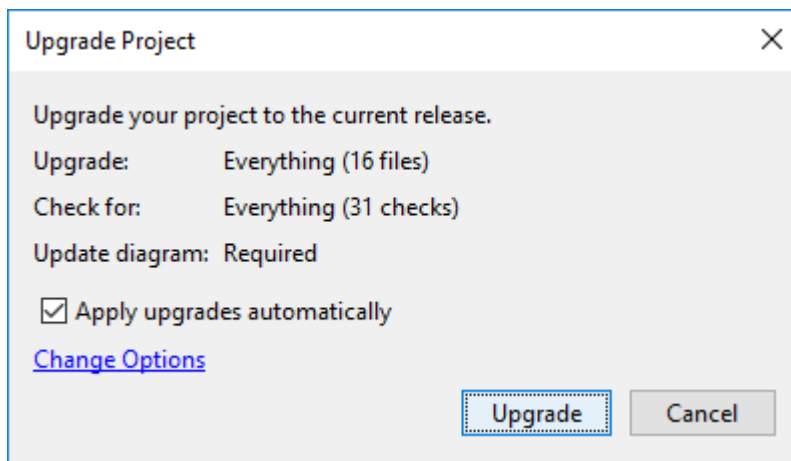 Upgrade Project
Upgrade your project to the current release.
Upgrade: Everything (16 files)
Check for: Everything (31 checks)
Update diagram: Required
Apply upgrades automatically
Change Options
Upgrade Cancel